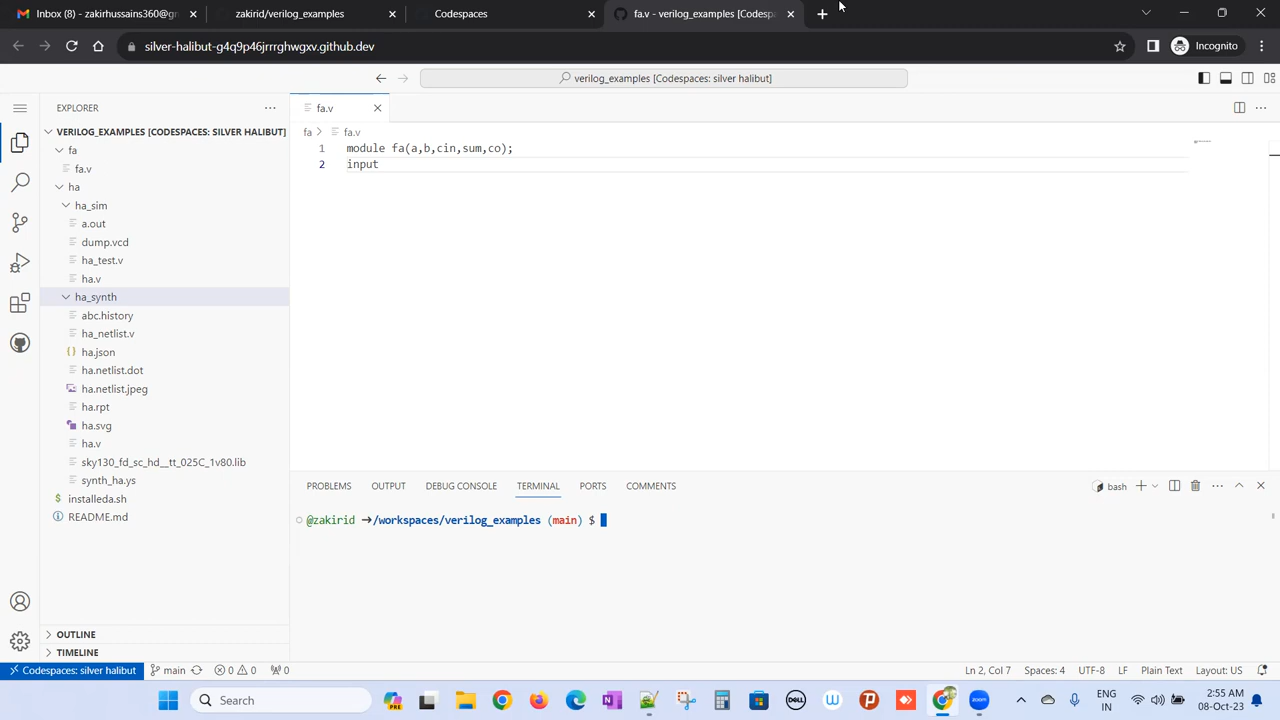 Inbox (8) - zakirhussains360@gm
zakirid/verilog_examples
Codespaces
fa.v - verilog_examples [Codesp
silver-halibut-g4q9p46jrrrghwgxv.github.dev
Incognito
verilog_examples [Codespaces: silver halibut]
EXPLORER
fa.v
VERILOG_EXAMPLES [CODESPACES: SILVER HALIBUT]
fa
fa.v
ha
ha_sim
a.out
dump.vcd
ha_test.v
ha.v
ha_synth
abc.history
ha_netlist.v
ha.json
ha.netlist.dot
ha.netlist.jpeg
ha.rpt
ha.svg
ha.v
sky130_fd_sc_hd__tt_025C_1v80.lib
synth_ha.ys
installeda.sh
README.md
OUTLINE
TIMELINE
fa
fa.v
1 module fa(a,b,cin,sum,co);
2 input
PROBLEMS OUTPUT DEBUG CONSOLE TERMINAL PORTS COMMENTS
bash
@zakirid →/workspaces/verilog_examples (main) $
Codespaces: silver halibut
main
0 0 0
Ln 2, Col 7 Spaces: 4 UTF-8 LF Plain Text Layout: US
Search
ENG
IN
2:55 AM
08-Oct-23